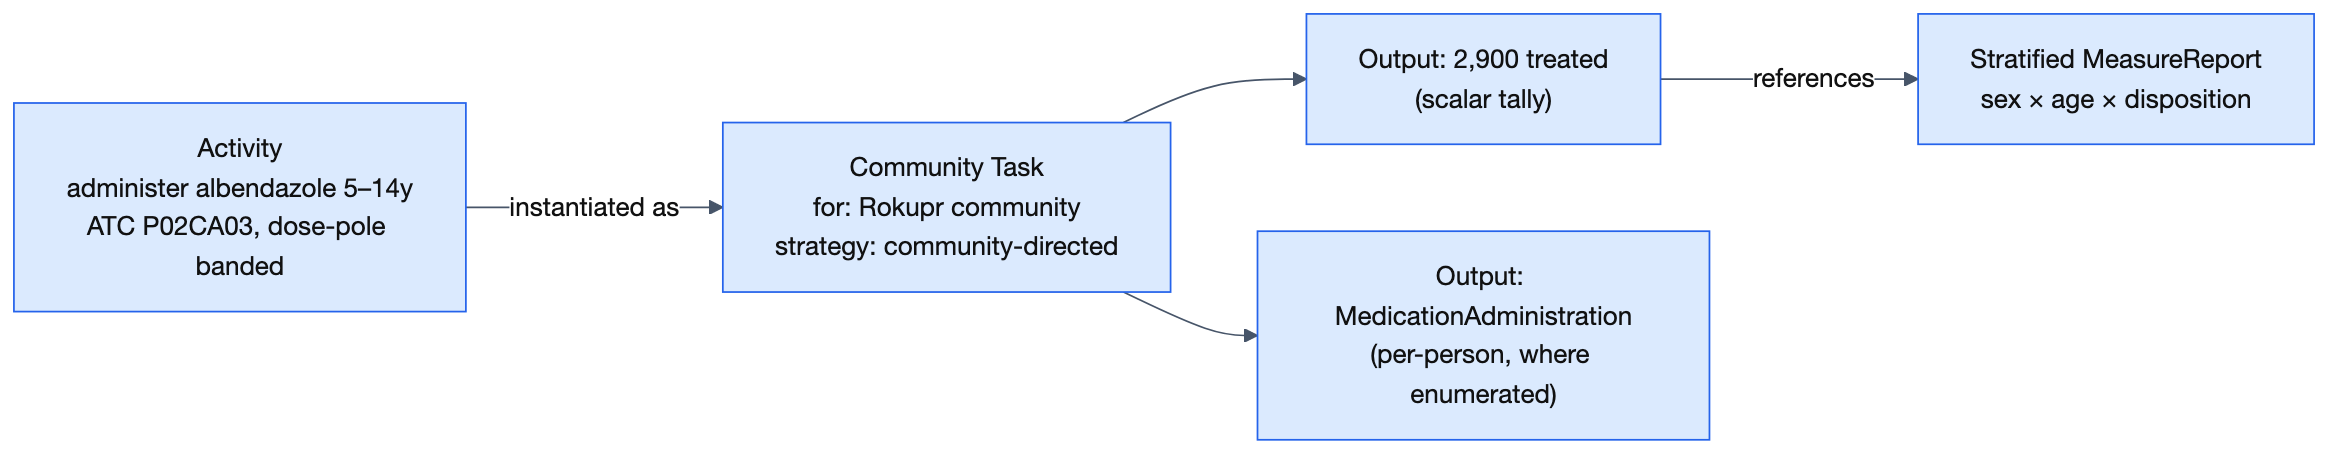 Activity
administer albendazole 5–14y
ATC P02CA03, dose-pole
banded
instantiated as
Community Task
for: Rokupr community
strategy: community-directed
Output: 2,900 treated
(scalar tally)
references
Stratified MeasureReport
sex × age × disposition
Output:
MedicationAdministration
(per-person, where
enumerated)